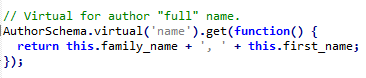 // Virtual for author "full" name.
AuthorSchema.virtual('name').get(function() {
  return this.family_name + ', ' + this.first_name;
});